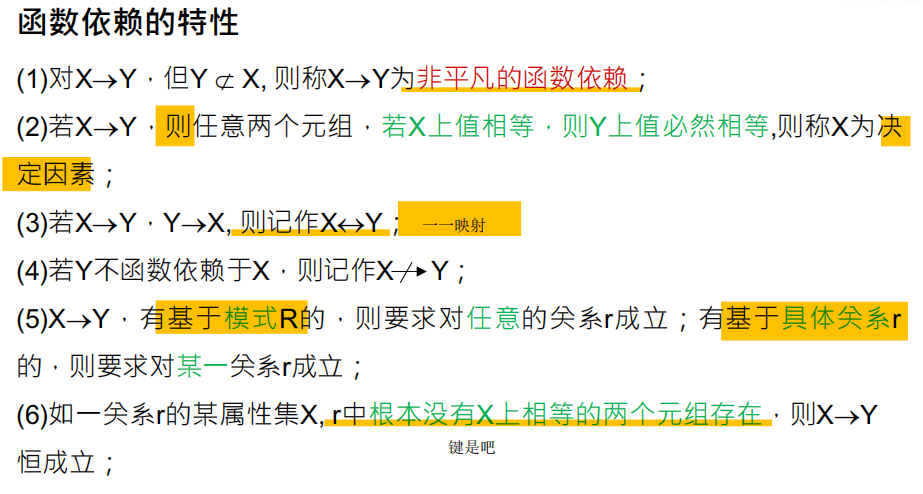 函数依赖的特性
(1)对X→Y，但Y ⊄ X, 则称X→Y为非平凡的函数依赖；
(2)若X→Y，则任意两个元组，若X上值相等，则Y上值必然相等,则称X为决
定因素；
(3)若X→Y，Y→X, 则记作X↔Y； 一一映射
(4)若Y不函数依赖于X，则记作X↛Y；
(5)X→Y，有基于模式R的，则要求对任意的关系r成立；有基于具体关系r
的，则要求对某一关系r成立；
(6)如一关系r的某属性集X, r中根本没有X上相等的两个元组存在，则X→Y
键是吧
恒成立；